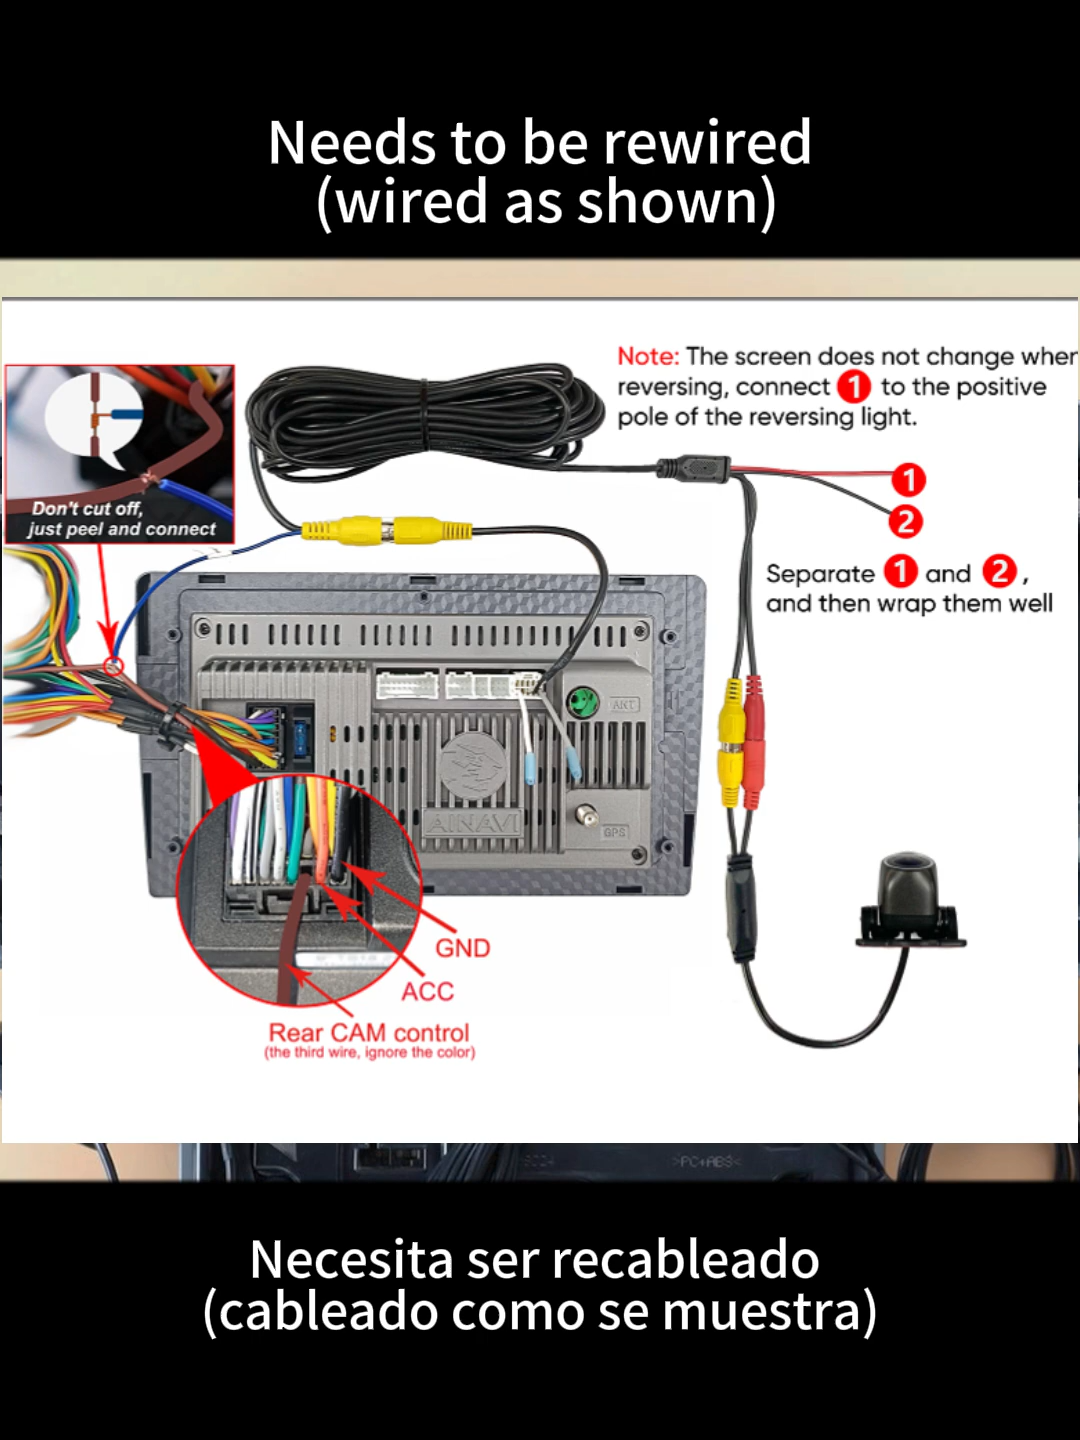 Needs to be rewired
(wired as shown)
Note: The screen does not change when
reversing, connect 1 to the positive
pole of the reversing light.
Don't cut off,
just peel and connect
1
2
Separate 1 and 2 ,
and then wrap them well
ANT
AINAVI
GPS
GND
ACC
Rear CAM control
(the third wire, ignore the color)
>PC+ABS<
Necesita ser recableado
(cableado como se muestra)